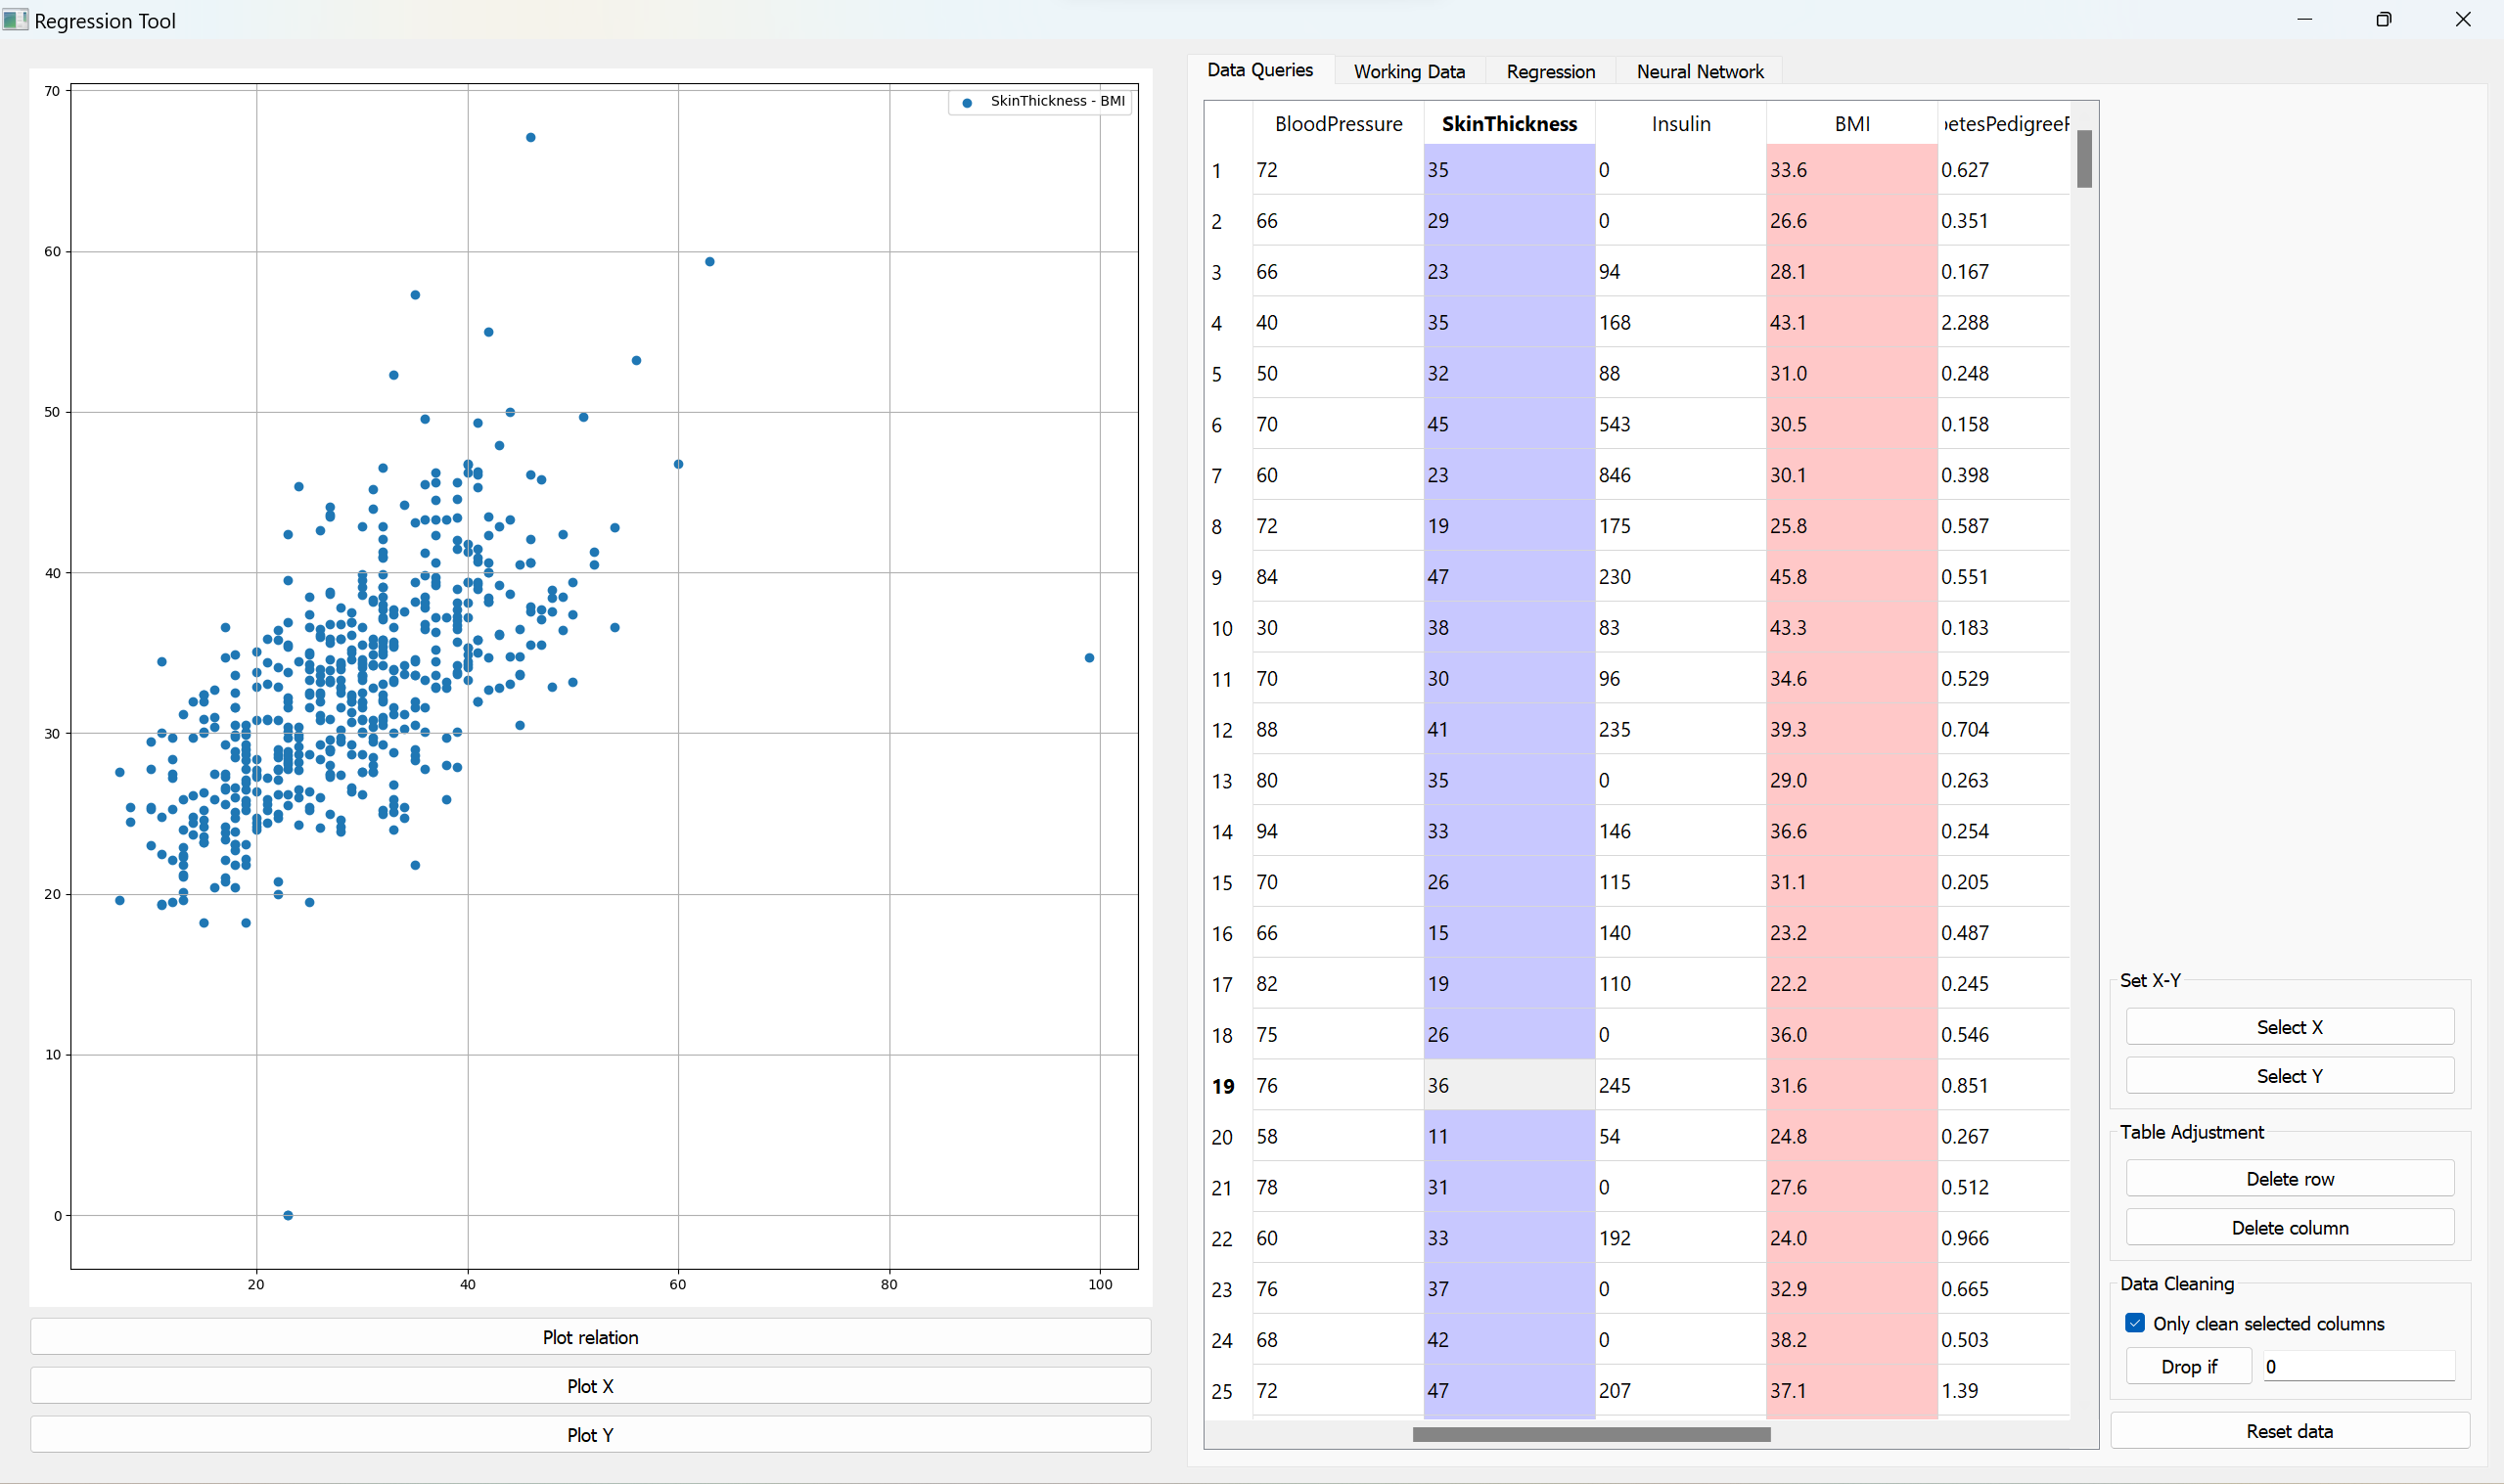 Regression Tool
SkinThickness - BMI
70
60
50
40
30
20
10
0
20 40 60 80 100
Plot relation
Plot X
Plot Y
Data Queries Working Data Regression Neural Network
BloodPressure SkinThickness Insulin BMI betesPedigreeF
1 72 35 0 33.6 0.627
2 66 29 0 26.6 0.351
3 66 23 94 28.1 0.167
4 40 35 168 43.1 2.288
5 50 32 88 31.0 0.248
6 70 45 543 30.5 0.158
7 60 23 846 30.1 0.398
8 72 19 175 25.8 0.587
9 84 47 230 45.8 0.551
10 30 38 83 43.3 0.183
11 70 30 96 34.6 0.529
12 88 41 235 39.3 0.704
13 80 35 0 29.0 0.263
14 94 33 146 36.6 0.254
15 70 26 115 31.1 0.205
16 66 15 140 23.2 0.487
17 82 19 110 22.2 0.245
18 75 26 0 36.0 0.546
19 76 36 245 31.6 0.851
20 58 11 54 24.8 0.267
21 78 31 0 27.6 0.512
22 60 33 192 24.0 0.966
23 76 37 0 32.9 0.665
24 68 42 0 38.2 0.503
25 72 47 207 37.1 1.39
Set X-Y
Select X
Select Y
Table Adjustment
Delete row
Delete column
Data Cleaning
Only clean selected columns
Drop if 0
Reset data